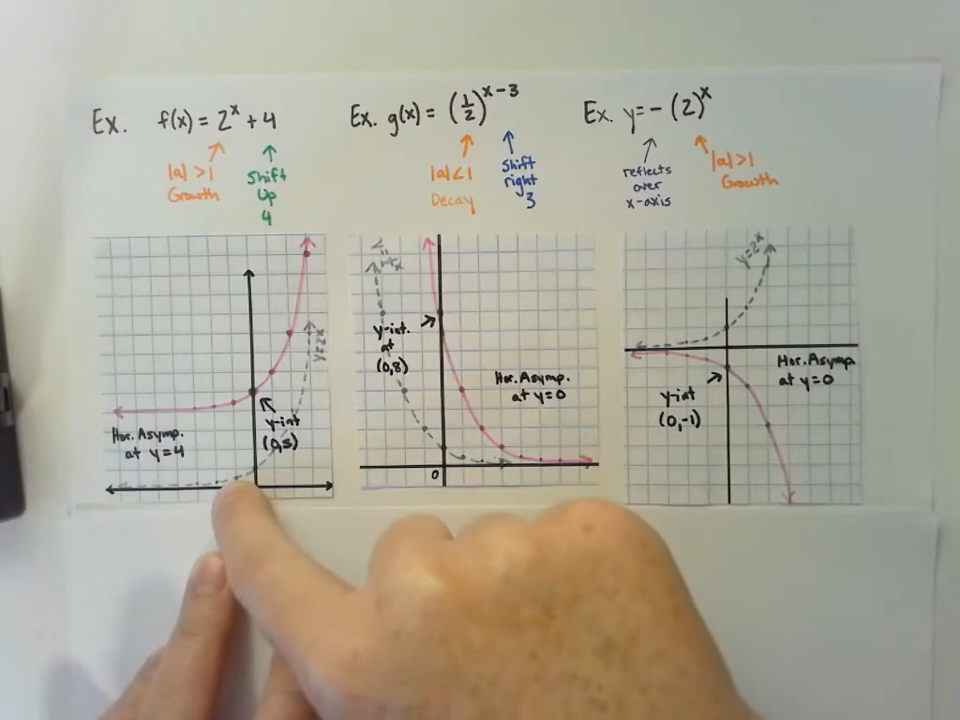 Ex. f(x) = 2^x + 4
|a| > 1
Growth
Shift
Up
4
y=2^x
y-int
(0,5)
Hor. Asymp.
at y=4
Ex. g(x) = (1/2)^(x-3)
|a| < 1
Decay
Shift
right
3
y-int.
at
(0,8)
Hor. Asymp.
at y=0
0
Ex. y = -(2)^x
reflects
over
x-axis
|a| > 1
Growth
y=2^x
Hor. Asymp.
at y=0
y-int
(0,-1)